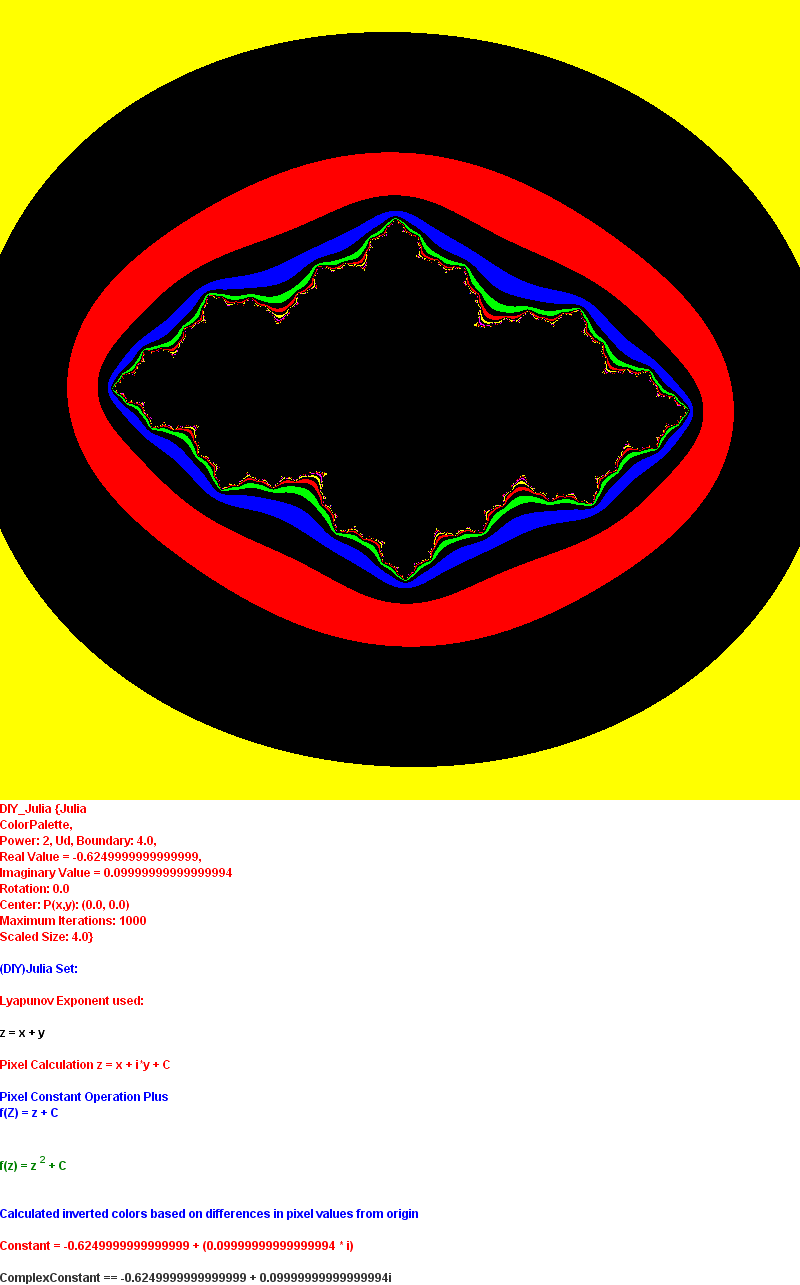 DIY_Julia {Julia
ColorPalette,
Power: 2, Ud, Boundary: 4.0,
Real Value = -0.6249999999999999,
Imaginary Value = 0.09999999999999994
Rotation: 0.0
Center: P(x,y): (0.0, 0.0)
Maximum Iterations: 1000
Scaled Size: 4.0}
(DIY)Julia Set:
Lyapunov Exponent used:
z = x + y
Pixel Calculation z = x + i*y + C
Pixel Constant Operation Plus
f(Z) = z + C
f(z) = z 2 + C
Calculated inverted colors based on differences in pixel values from origin
Constant = -0.6249999999999999 + (0.09999999999999994 * i)
ComplexConstant == -0.6249999999999999 + 0.09999999999999994i